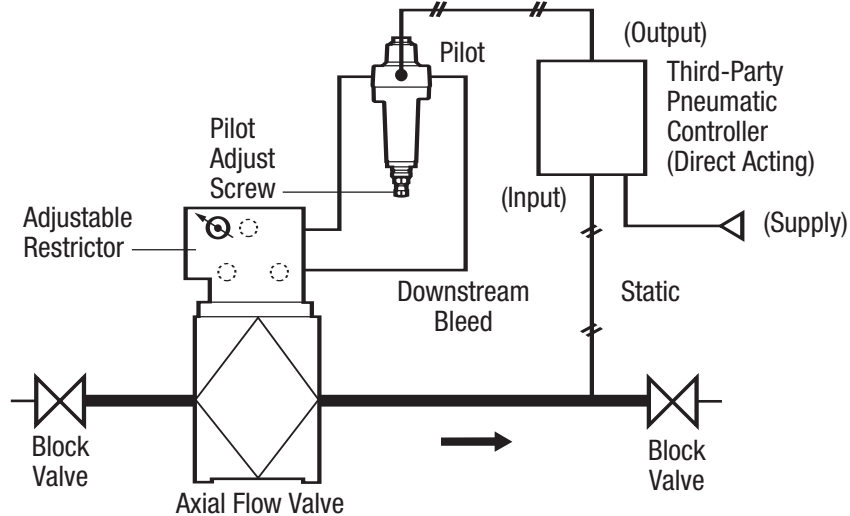 (Output)
Pilot
Third-Party
Pneumatic
Controller
(Direct Acting)
Pilot
Adjust
Screw
(Input)
(Supply)
Adjustable
Restrictor
Downstream
Bleed
Static
Block
Valve
Block
Valve
Axial Flow Valve